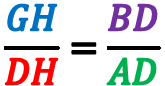 GH/DH = BD/AD